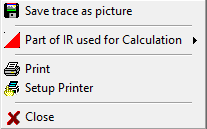 Save trace as picture
Part of IR used for Calculation
Print
Setup Printer
Close